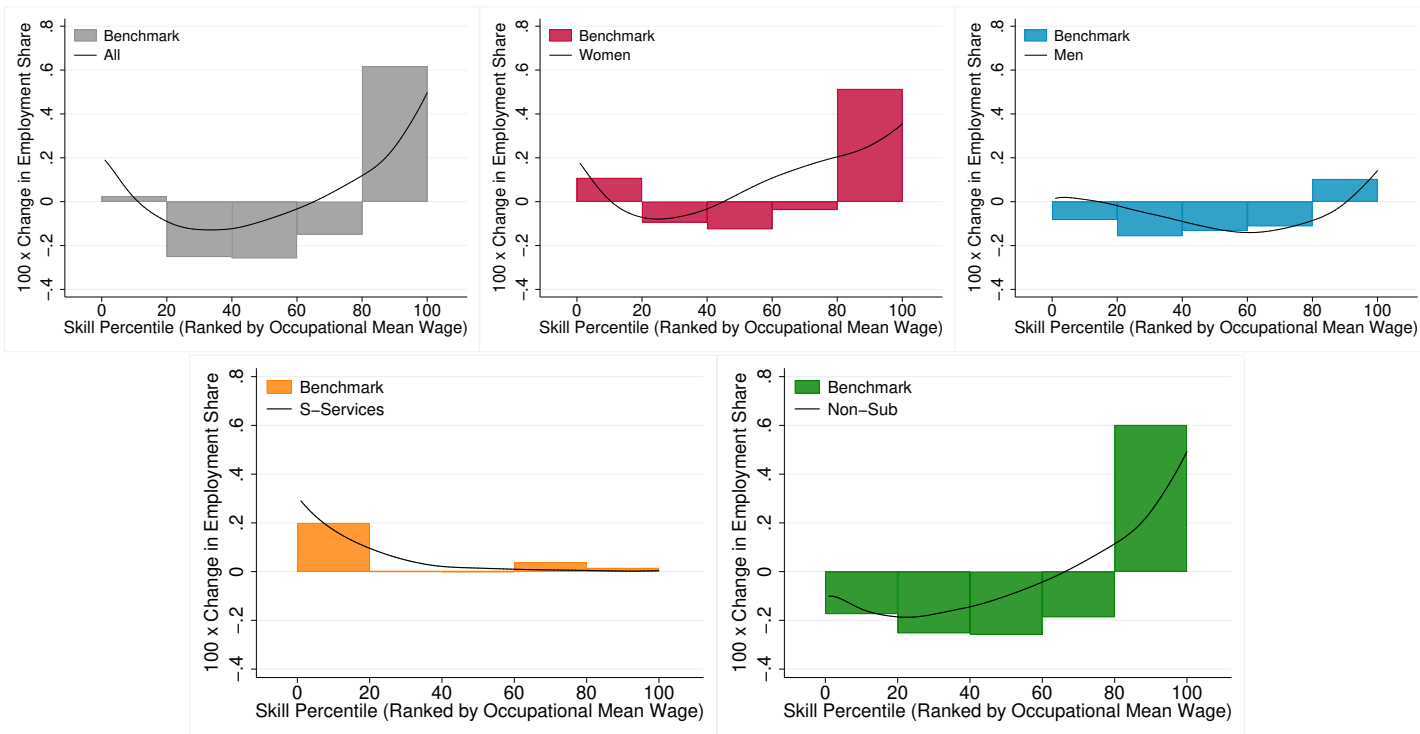 100 x Change in Employment Share
.8
.6
.4
.2
0
−.2
−.4
Benchmark
All
0 20 40 60 80 100
Skill Percentile (Ranked by Occupational Mean Wage)
100 x Change in Employment Share
.8
.6
.4
.2
0
−.2
−.4
Benchmark
Women
0 20 40 60 80 100
Skill Percentile (Ranked by Occupational Mean Wage)
100 x Change in Employment Share
.8
.6
.4
.2
0
−.2
−.4
Benchmark
Men
0 20 40 60 80 100
Skill Percentile (Ranked by Occupational Mean Wage)
100 x Change in Employment Share
.8
.6
.4
.2
0
−.2
−.4
Benchmark
S−Services
0 20 40 60 80 100
Skill Percentile (Ranked by Occupational Mean Wage)
100 x Change in Employment Share
.8
.6
.4
.2
0
−.2
−.4
Benchmark
Non−Sub
0 20 40 60 80 100
Skill Percentile (Ranked by Occupational Mean Wage)